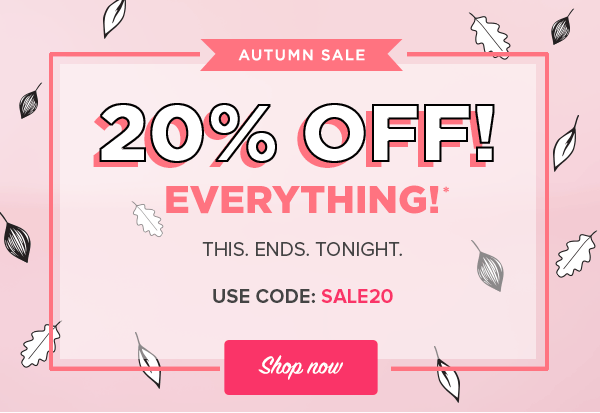 AUTUMN SALE
20% OFF!
EVERYTHING!*
THIS. ENDS. TONIGHT.
USE CODE: SALE20
Shop now